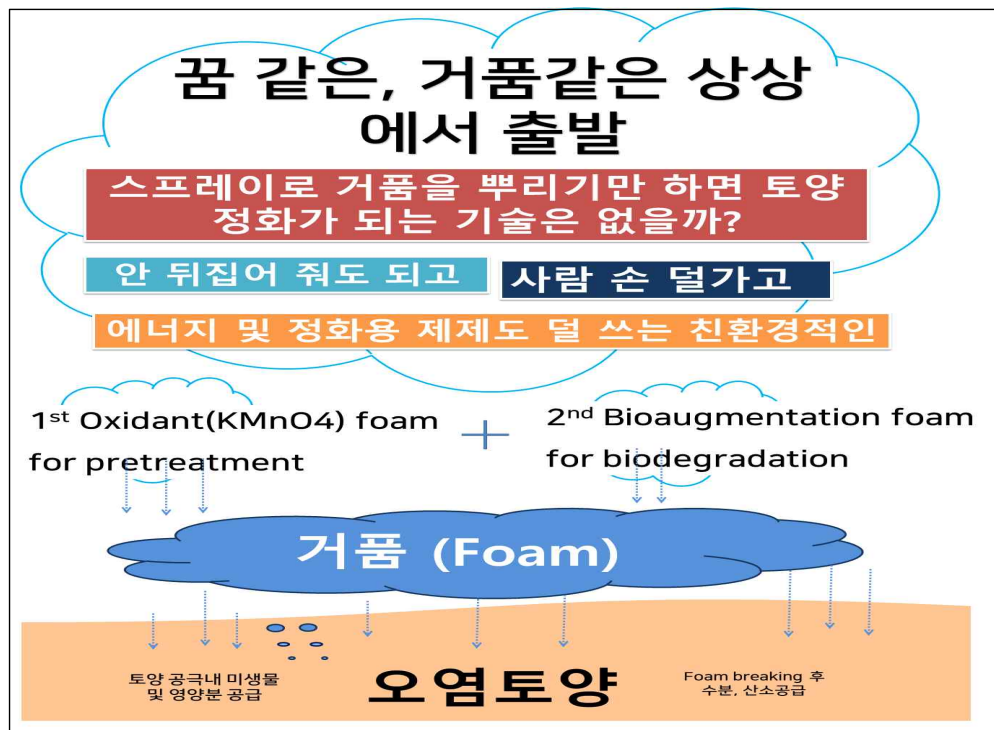 꿈 같은, 거품같은 상상
에서 출발
스프레이로 거품을 뿌리기만 하면 토양
정화가 되는 기술은 없을까?
안 뒤집어 줘도 되고
사람 손 덜가고
에너지 및 정화용 제제도 덜 쓰는 친환경적인
1st Oxidant(KMnO4) foam
for pretreatment
+
2nd Bioaugmentation foam
for biodegradation
거품 (Foam)
토양 공극내 미생물
및 영양분 공급
오염토양
Foam breaking 후
수분, 산소공급